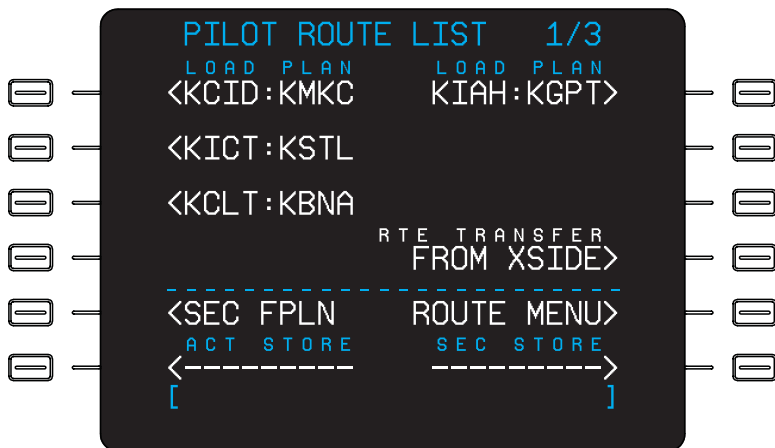 PILOT ROUTE LIST 1/3
LOAD PLAN LOAD PLAN
<KCID:KMKC KIAH:KGPT>
<KICT:KSTL
<KCLT:KBNA
RTE TRANSFER
FROM XSIDE>
--------------------------------
<SEC FPLN ROUTE MENU>
ACT STORE SEC STORE
<---------- ---------->
[ ]